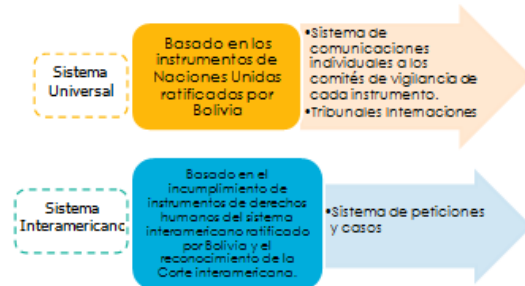 Sistema
Universal
Basado en los
instrumentos de
Naciones Unidas
ratificados por
Bolivia
•Sistema de
comunicaciones
individuales a los
comités de vigilancia de
cada instrumento.
•Tribunales Internaciones
Sistema
Interamericano
Basado en el
incumplimiento de
instrumentos de derechos
humanos del sistema
interamericano ratificado
por Bolivia y el
reconocimiento de la
Corte interamericana.
•Sistema de peticiones
y casos